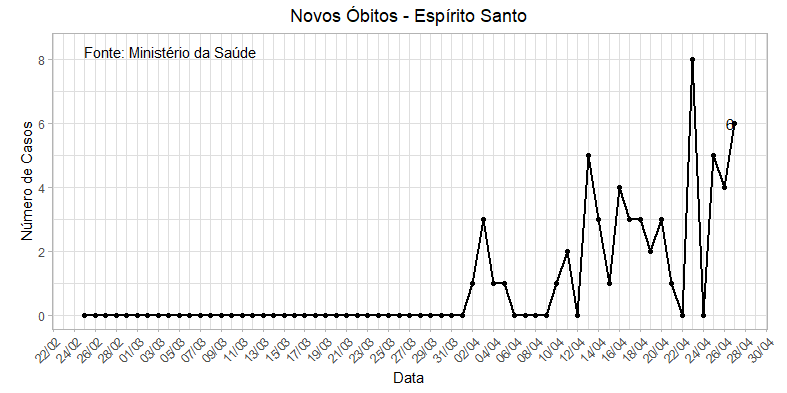 Novos Óbitos - Espírito Santo
Fonte: Ministério da Saúde
Número de Casos
8
6
4
2
0
6
22/02 24/02 26/02 28/02 01/03 03/03 05/03 07/03 09/03 11/03 13/03 15/03 17/03 19/03 21/03 23/03 25/03 27/03 29/03 31/03 02/04 04/04 06/04 08/04 10/04 12/04 14/04 16/04 18/04 20/04 22/04 24/04 26/04 28/04 30/04
Data